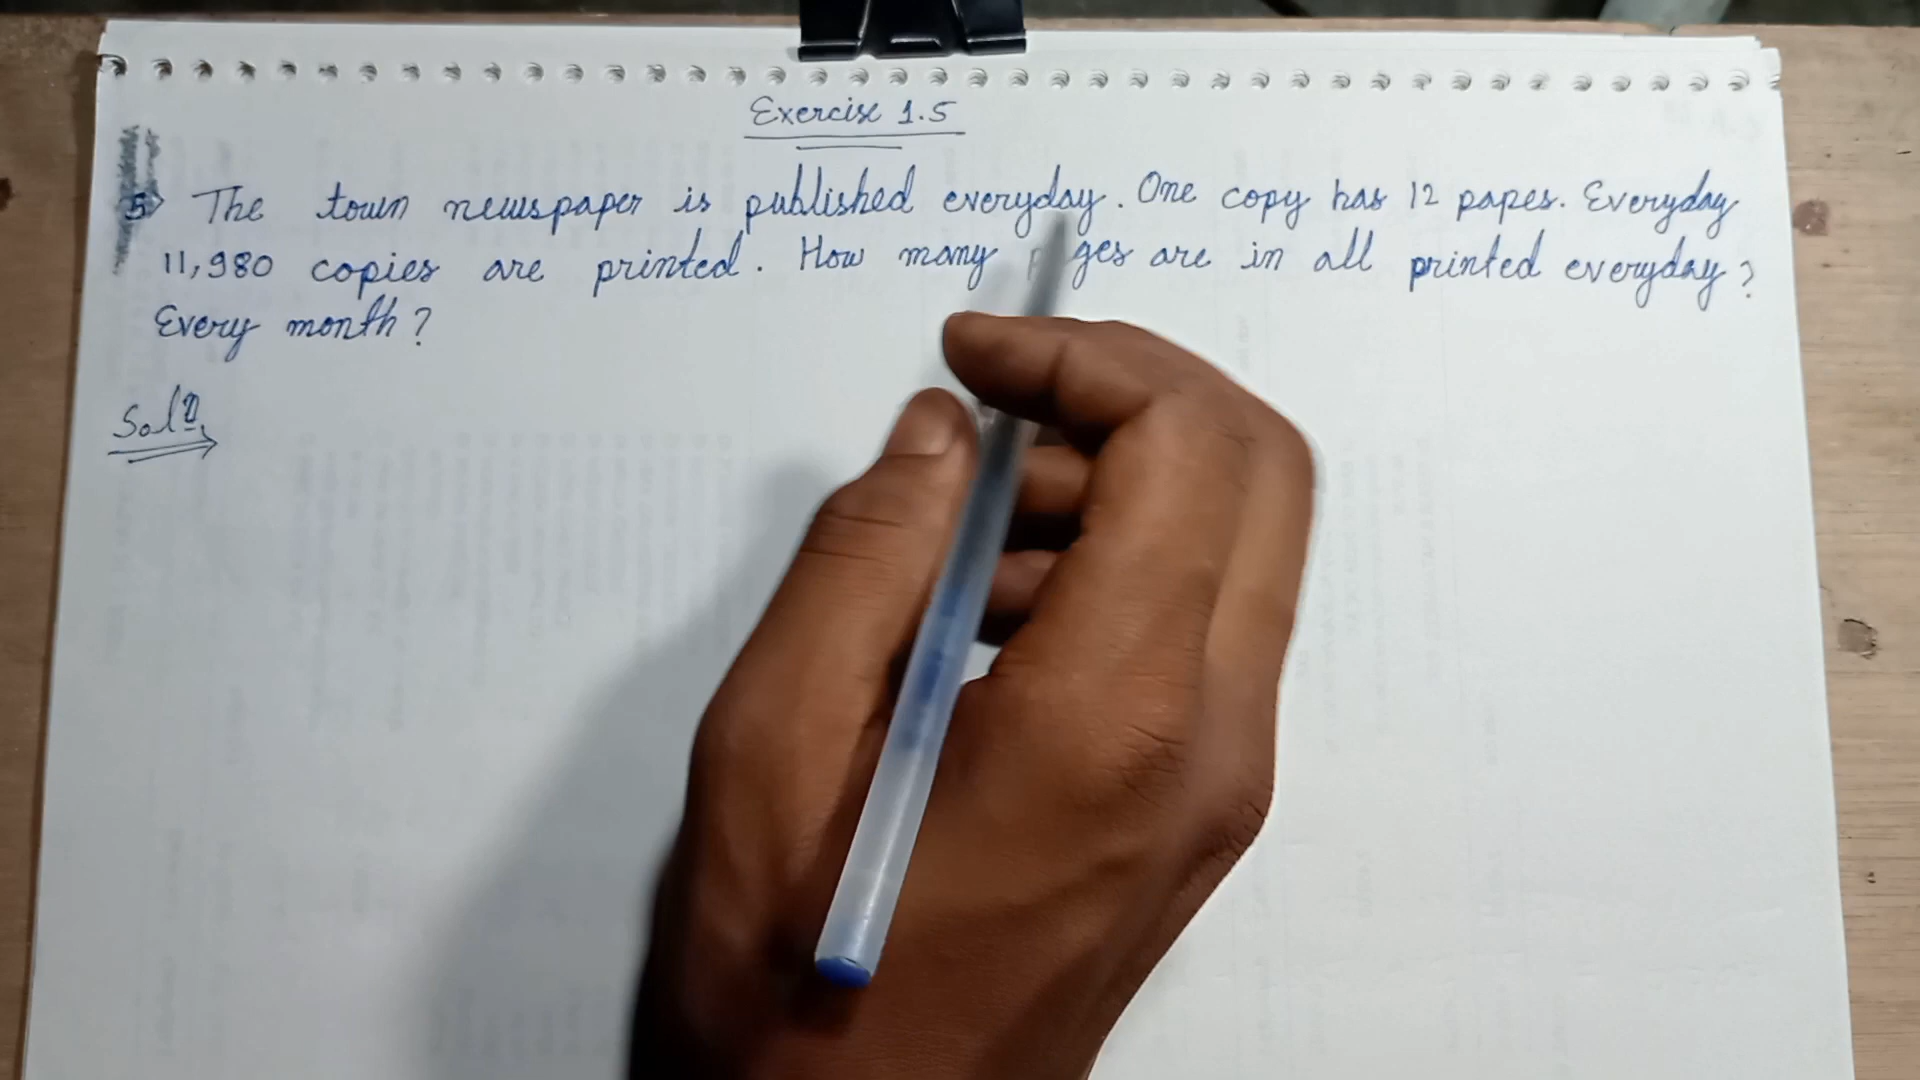 Exercise 1.5
5> The town newspaper is published everyday. One copy has 12 papes. Everyday
11,980 copies are printed. How many pages are in all printed everyday?
Every month?
Solⁿ